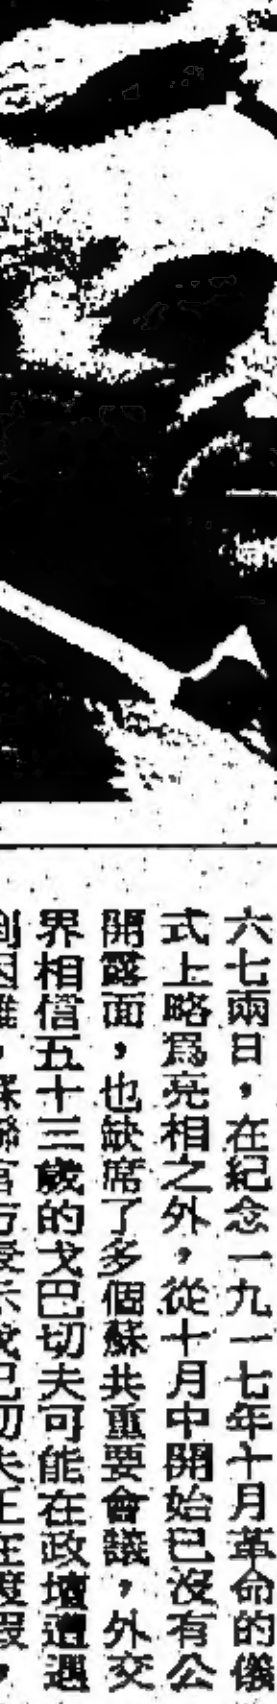 六七兩日，在紀念一九一七年十月革命的儀
式上略爲亮相之外，從十月中開始已沒有公
開露面，也缺席了多個蘇共重要會議，外交
界相信五十三歲的戈巴切夫可能在政壇遭遇
到困難，蘇聯官方表示戈巴切夫正在渡假，